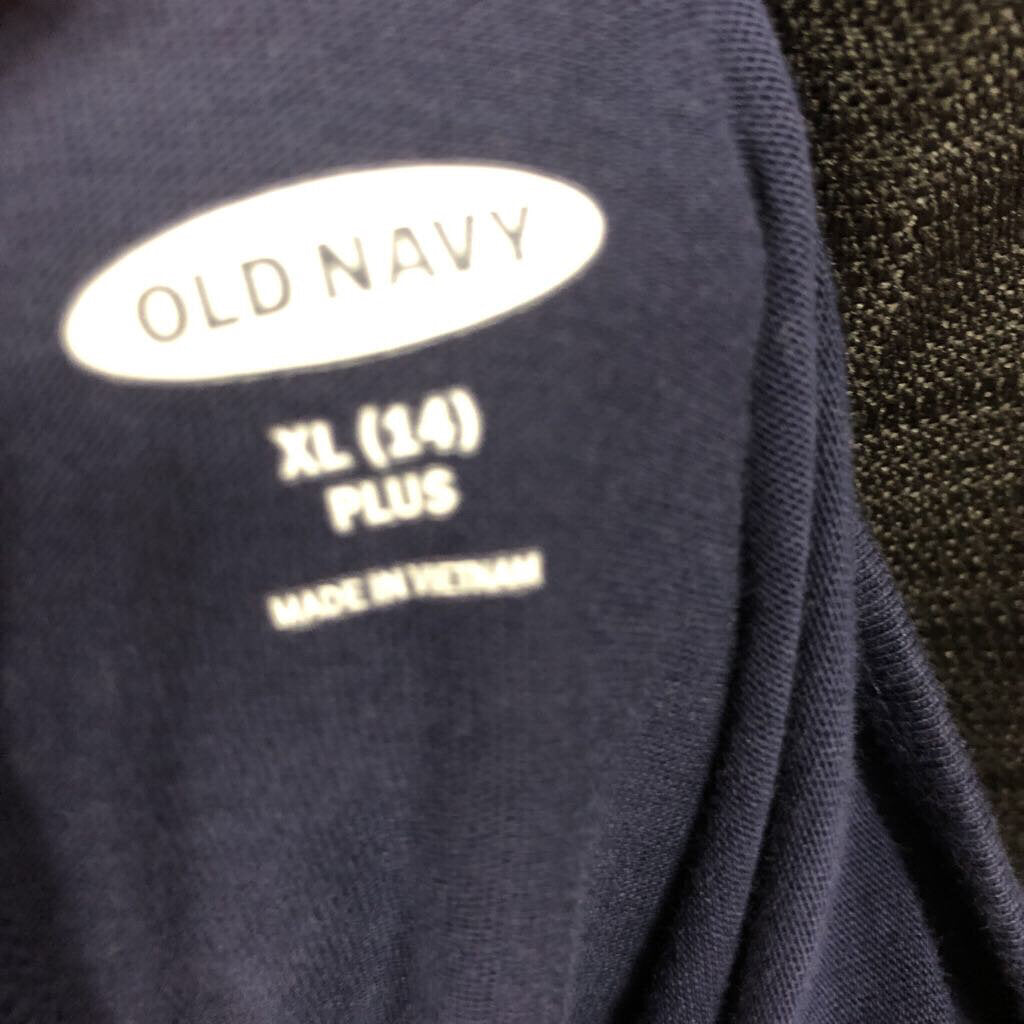 OLD NAVY
XL (14)
PLUS
MADE IN VIETNAM